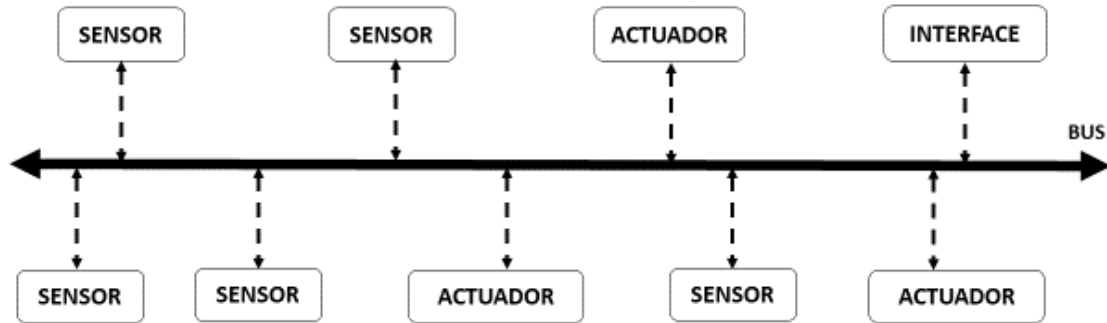 SENSOR
SENSOR
ACTUADOR
INTERFACE
BUS
SENSOR
SENSOR
ACTUADOR
SENSOR
ACTUADOR